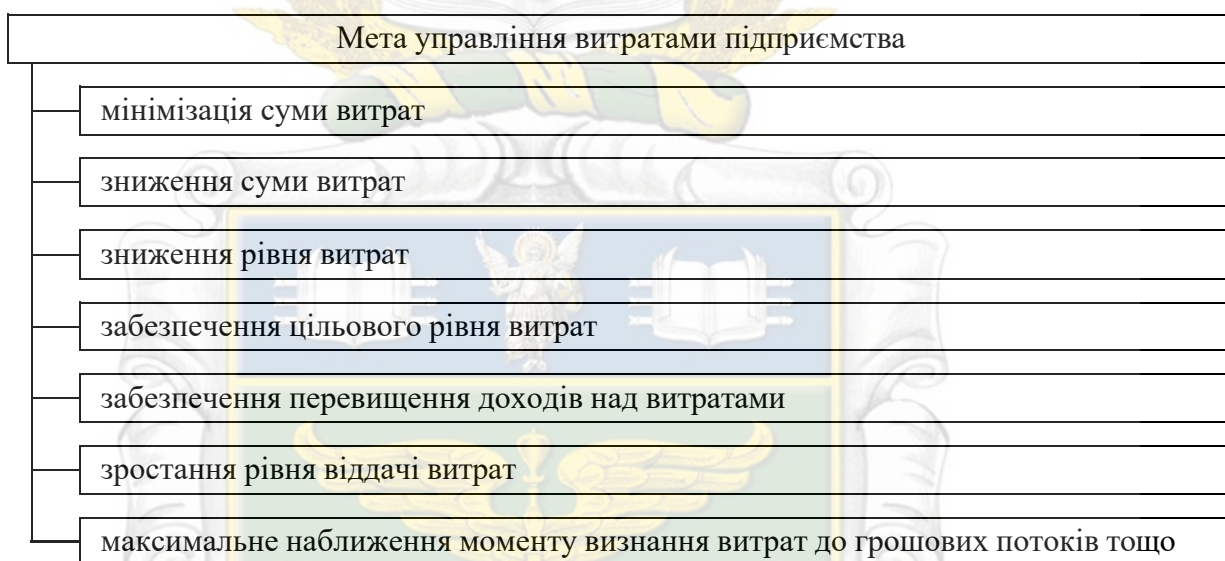 Мета управління витратами підприємства
мінімізація суми витрат
зниження суми витрат
зниження рівня витрат
забезпечення цільового рівня витрат
забезпечення перевищення доходів над витратами
зростання рівня віддачі витрат
максимальне наближення моменту визнання витрат до грошових потоків тощо